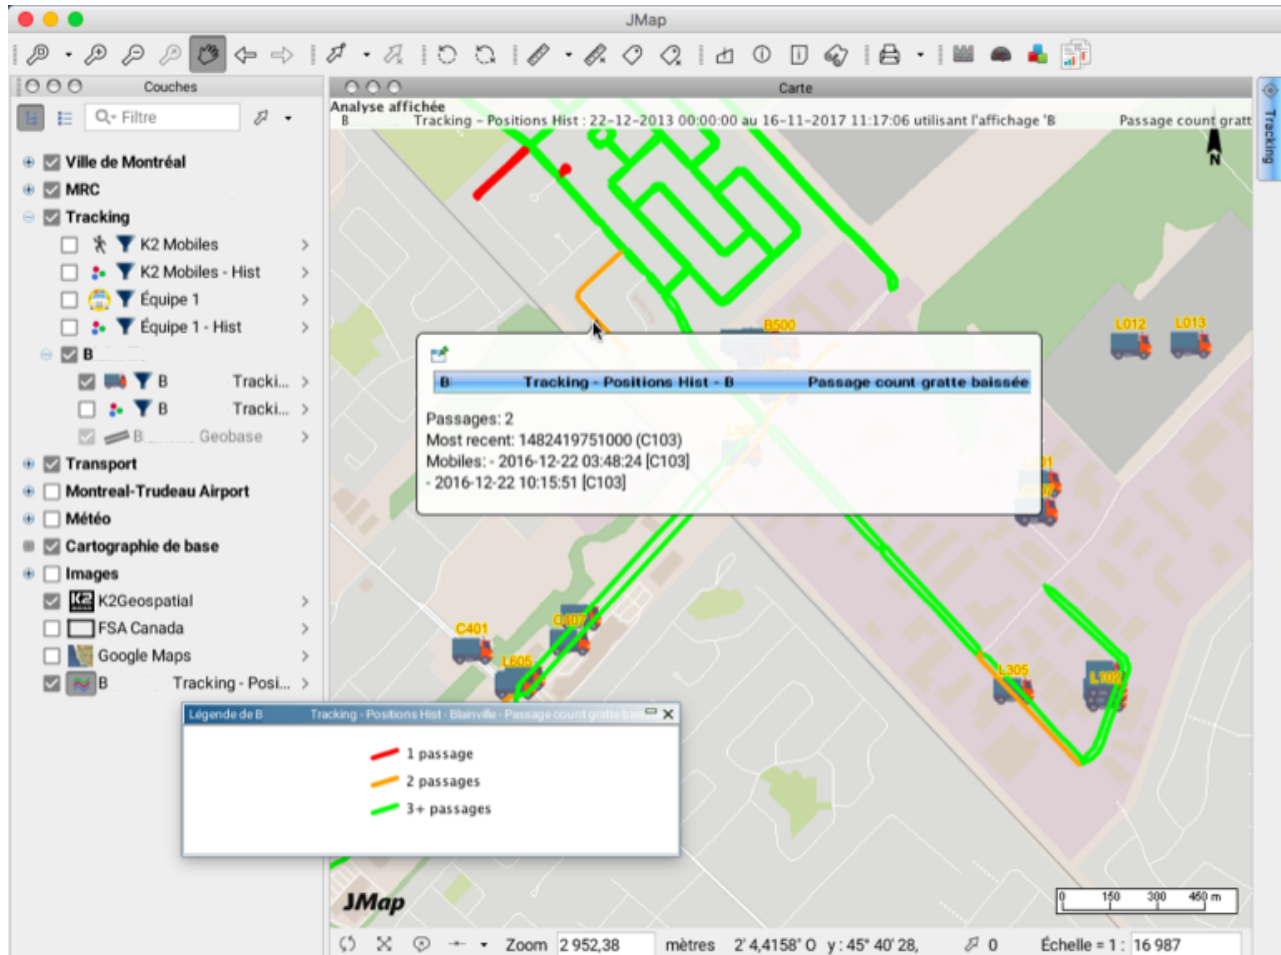 JMap
Couches
Carte
Filtre
Analyse affichée
B Tracking - Positions Hist : 22-12-2013 00:00:00 au 16-11-2017 11:17:06 utilisant l'affichage 'B Passage count gratt
Tracking
N
Ville de Montréal
MRC
Tracking
K2 Mobiles
K2 Mobiles - Hist
Équipe 1
Équipe 1 - Hist
B
B Tracki...
B Tracki...
B Geobase
Transport
Montreal-Trudeau Airport
Météo
Cartographie de base
Images
K2 K2Geospatial
FSA Canada
Google Maps
B Tracking - Posi...
B500
L012
L013
B Tracking - Positions Hist - B Passage count gratte baissée
Passages: 2
Most recent: 1482419751000 (C103)
Mobiles: - 2016-12-22 03:48:24 [C103]
- 2016-12-22 10:15:51 [C103]
C401
L605
L305
Légende de B Tracking - Positions Hist - Blainville - Passage count gratte bais
1 passage
2 passages
3+ passages
JMap
0 150 300 450 m
Zoom 2 952,38 mètres 2' 4,4158" O y : 45° 40' 28, 0 Échelle = 1 : 16 987